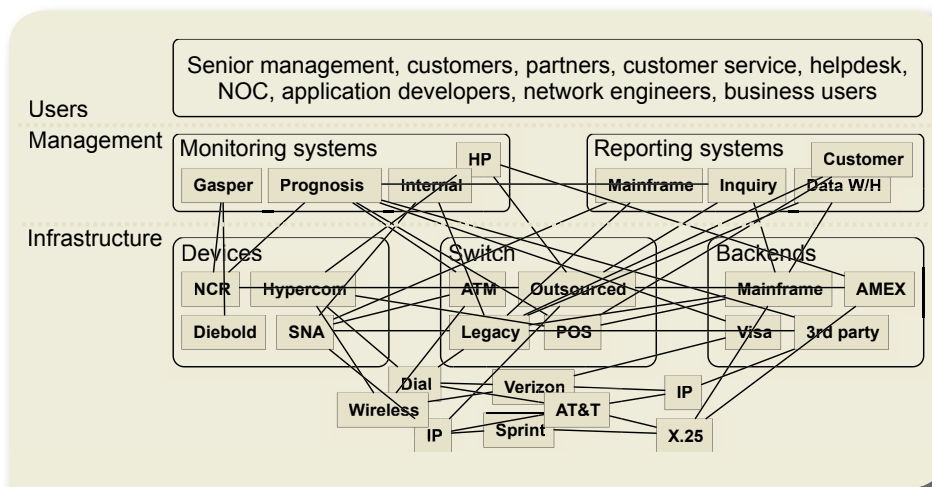 Senior management, customers, partners, customer service, helpdesk,
NOC, application developers, network engineers, business users
Users
Management
Monitoring systems
HP
Gasper
Prognosis
Internal
Reporting systems
Customer
Mainframe
Inquiry
Data W/H
Infrastructure
Devices
NCR
Hypercom
Diebold
SNA
Switch
ATM
Outsourced
Legacy
POS
Backends
Mainframe
AMEX
Visa
3rd party
Dial
Verizon
IP
Wireless
AT&T
IP
Sprint
X.25